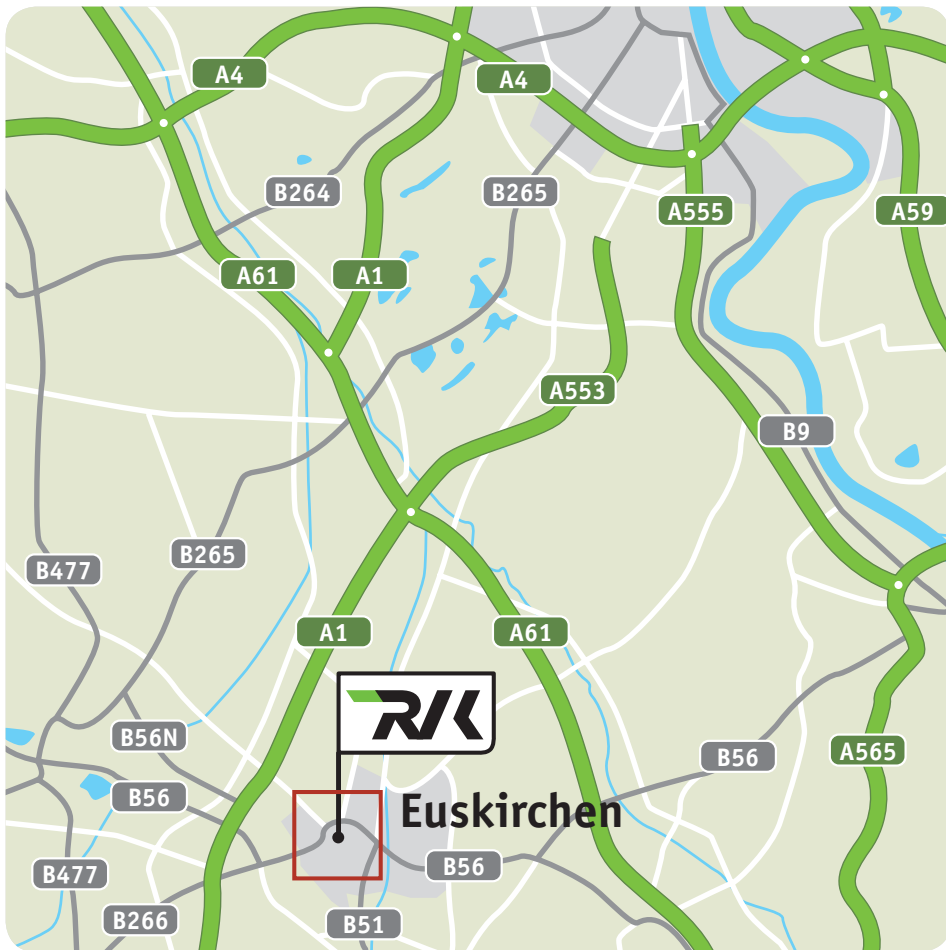 A4
A4
B264
B265
A555
A59
A61
A1
A553
B9
B265
B477
A1
A61
RK
B56N
B56
A565
B56
Euskirchen
B56
B477
B266
B51